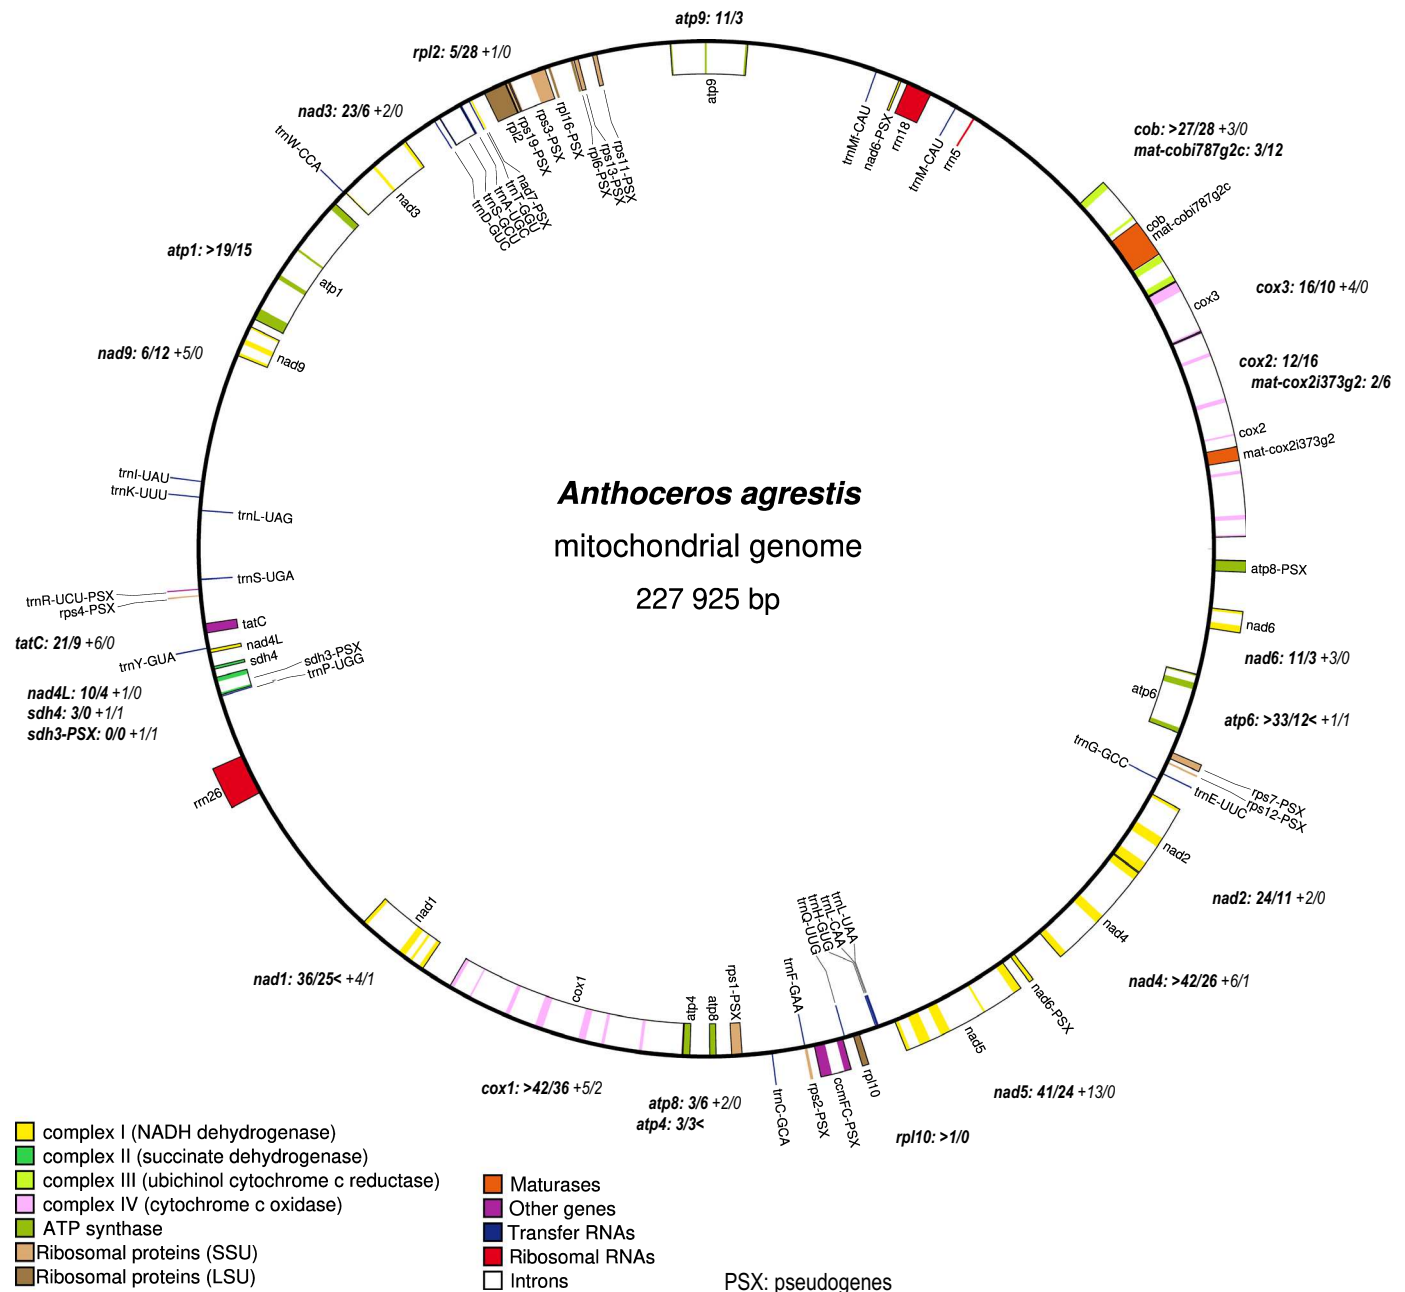 atp9: 11/3
rpl2: 5/28 +1/0
nad3: 23/6 +2/0
trnW-CCA
atp1: >19/15
nad9: 6/12 +5/0
trnI-UAU
trnK-UUU
trnL-UAG
trnS-UGA
trnR-UCU-PSX
rps4-PSX
tatC
tatC: 21/9 +6/0
nad4L
trnY-GUA
sdh4
sdh3-PSX
trnP-UGG
nad4L: 10/4 +1/0
sdh4: 3/0 +1/1
sdh3-PSX: 0/0 +1/1
rrn26
nad3
atp1
nad9
trnD-GUC
trnS-GCU
trnA-UGC
trnT-GGU
nad7-PSX
rpl2
rps19-PSX
rps3-PSX
rpl16-PSX
rpl6-PSX
rps13-PSX
rps11-PSX
atp9
trnMf-CAU
nad6-PSX
rrn18
trnM-CAU
rrn5
cob: >27/28 +3/0
mat-cobi787g2c: 3/12
cob
mat-cobi787g2c
cox3
cox3: 16/10 +4/0
cox2: 12/16
mat-cox2i373g2: 2/6
cox2
mat-cox2i373g2
Anthoceros agrestis
mitochondrial genome
227 925 bp
atp8-PSX
nad6
nad6: 11/3 +3/0
atp6
atp6: >33/12< +1/1
trnG-GCC
rps7-PSX
rps12-PSX
trnE-UUC
nad2
nad2: 24/11 +2/0
nad4
nad4: >42/26 +6/1
nad6-PSX
nad5
nad5: 41/24 +13/0
trnL-UAA
trnL-CAA
trnH-GUG
trnQ-UUG
trnF-GAA
rpl10
ccmFC-PSX
rps2-PSX
trnC-GCA
rpl10: >1/0
rps1-PSX
atp8
atp4
atp8: 3/6 +2/0
atp4: 3/3<
cox1
cox1: >42/36 +5/2
nad1
nad1: 36/25< +4/1
complex I (NADH dehydrogenase)
complex II (succinate dehydrogenase)
complex III (ubichinol cytochrome c reductase)
complex IV (cytochrome c oxidase)
ATP synthase
Ribosomal proteins (SSU)
Ribosomal proteins (LSU)
Maturases
Other genes
Transfer RNAs
Ribosomal RNAs
Introns
PSX: pseudogenes